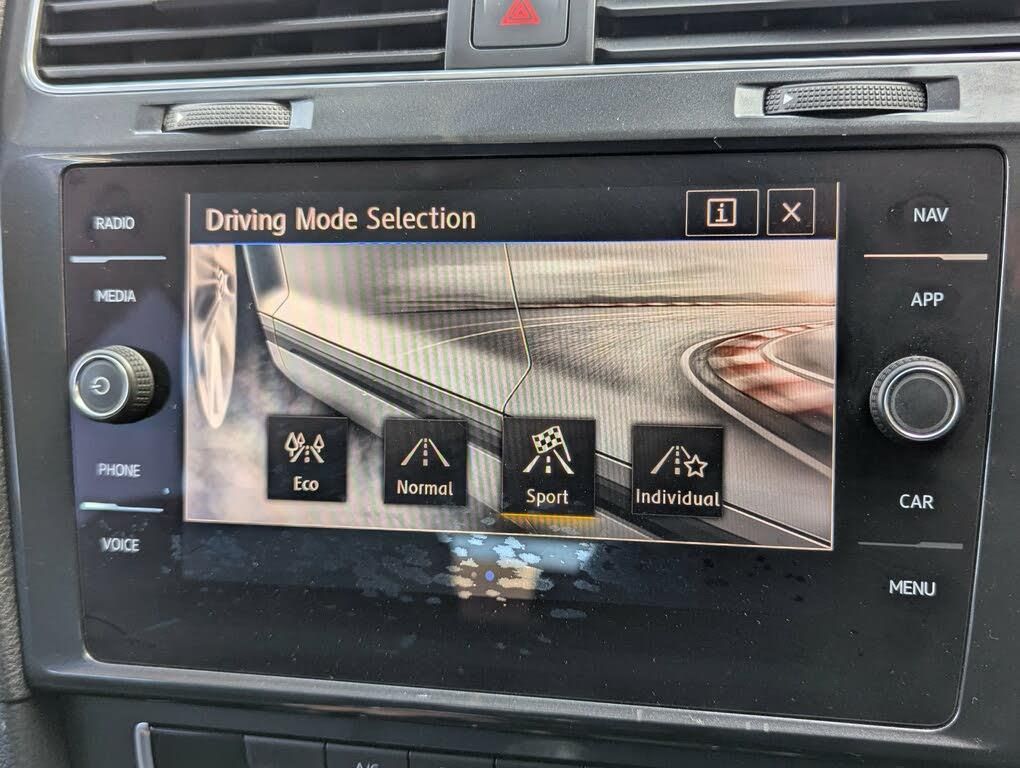 RADIO
MEDIA
PHONE
VOICE
Driving Mode Selection
i
X
Eco
Normal
Sport
Individual
NAV
APP
CAR
MENU